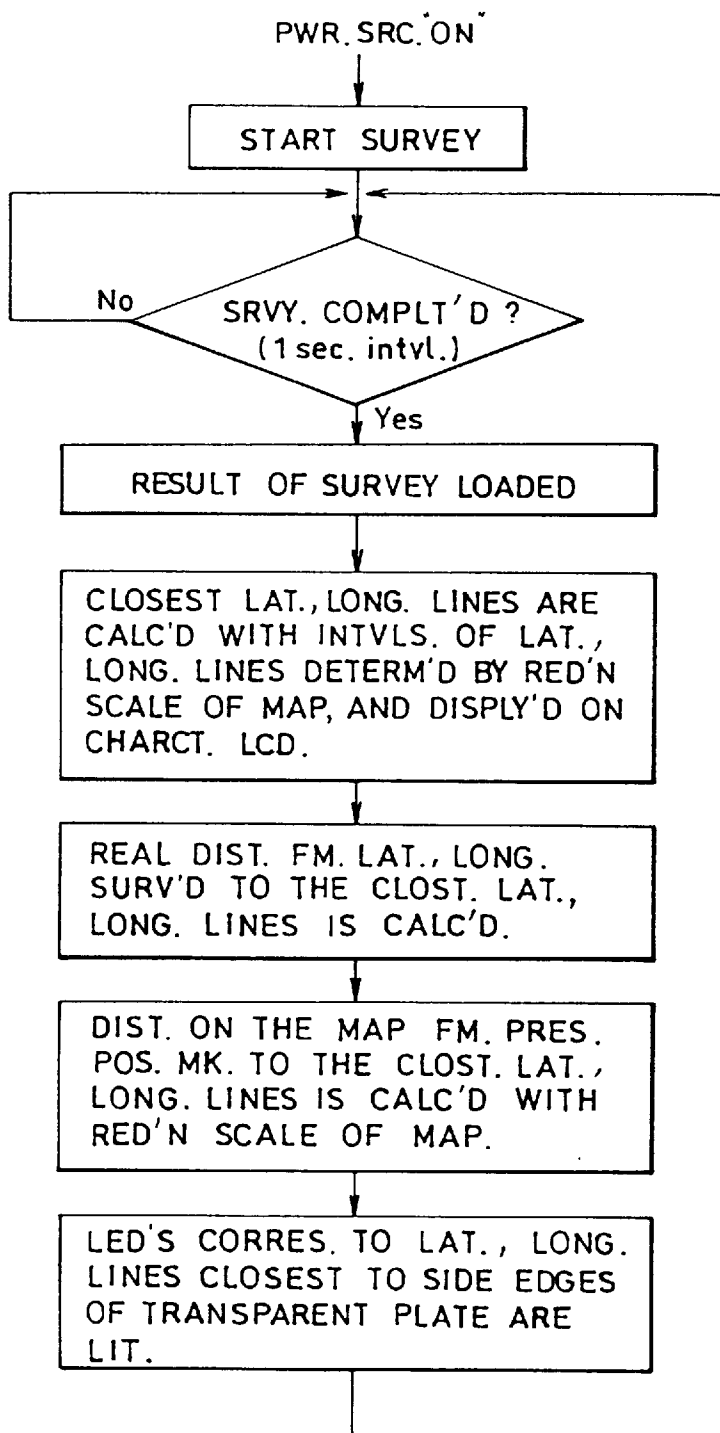 PWR. SRC. "ON"
START SURVEY
No
SRVY. COMPLT'D ?
(1 sec. intvl.)
Yes
RESULT OF SURVEY LOADED
CLOSEST LAT., LONG. LINES ARE
CALC'D WITH INTVLS. OF LAT.,
LONG. LINES DETERM'D BY RED'N
SCALE OF MAP, AND DISPLY'D ON
CHARCT. LCD.
REAL DIST. FM. LAT., LONG.
SURV'D TO THE CLOST. LAT.,
LONG. LINES IS CALC'D.
DIST. ON THE MAP FM. PRES.
POS. MK. TO THE CLOST. LAT.,
LONG. LINES IS CALC'D WITH
RED'N SCALE OF MAP.
LED'S CORRES. TO LAT., LONG.
LINES CLOSEST TO SIDE EDGES
OF TRANSPARENT PLATE ARE
LIT.